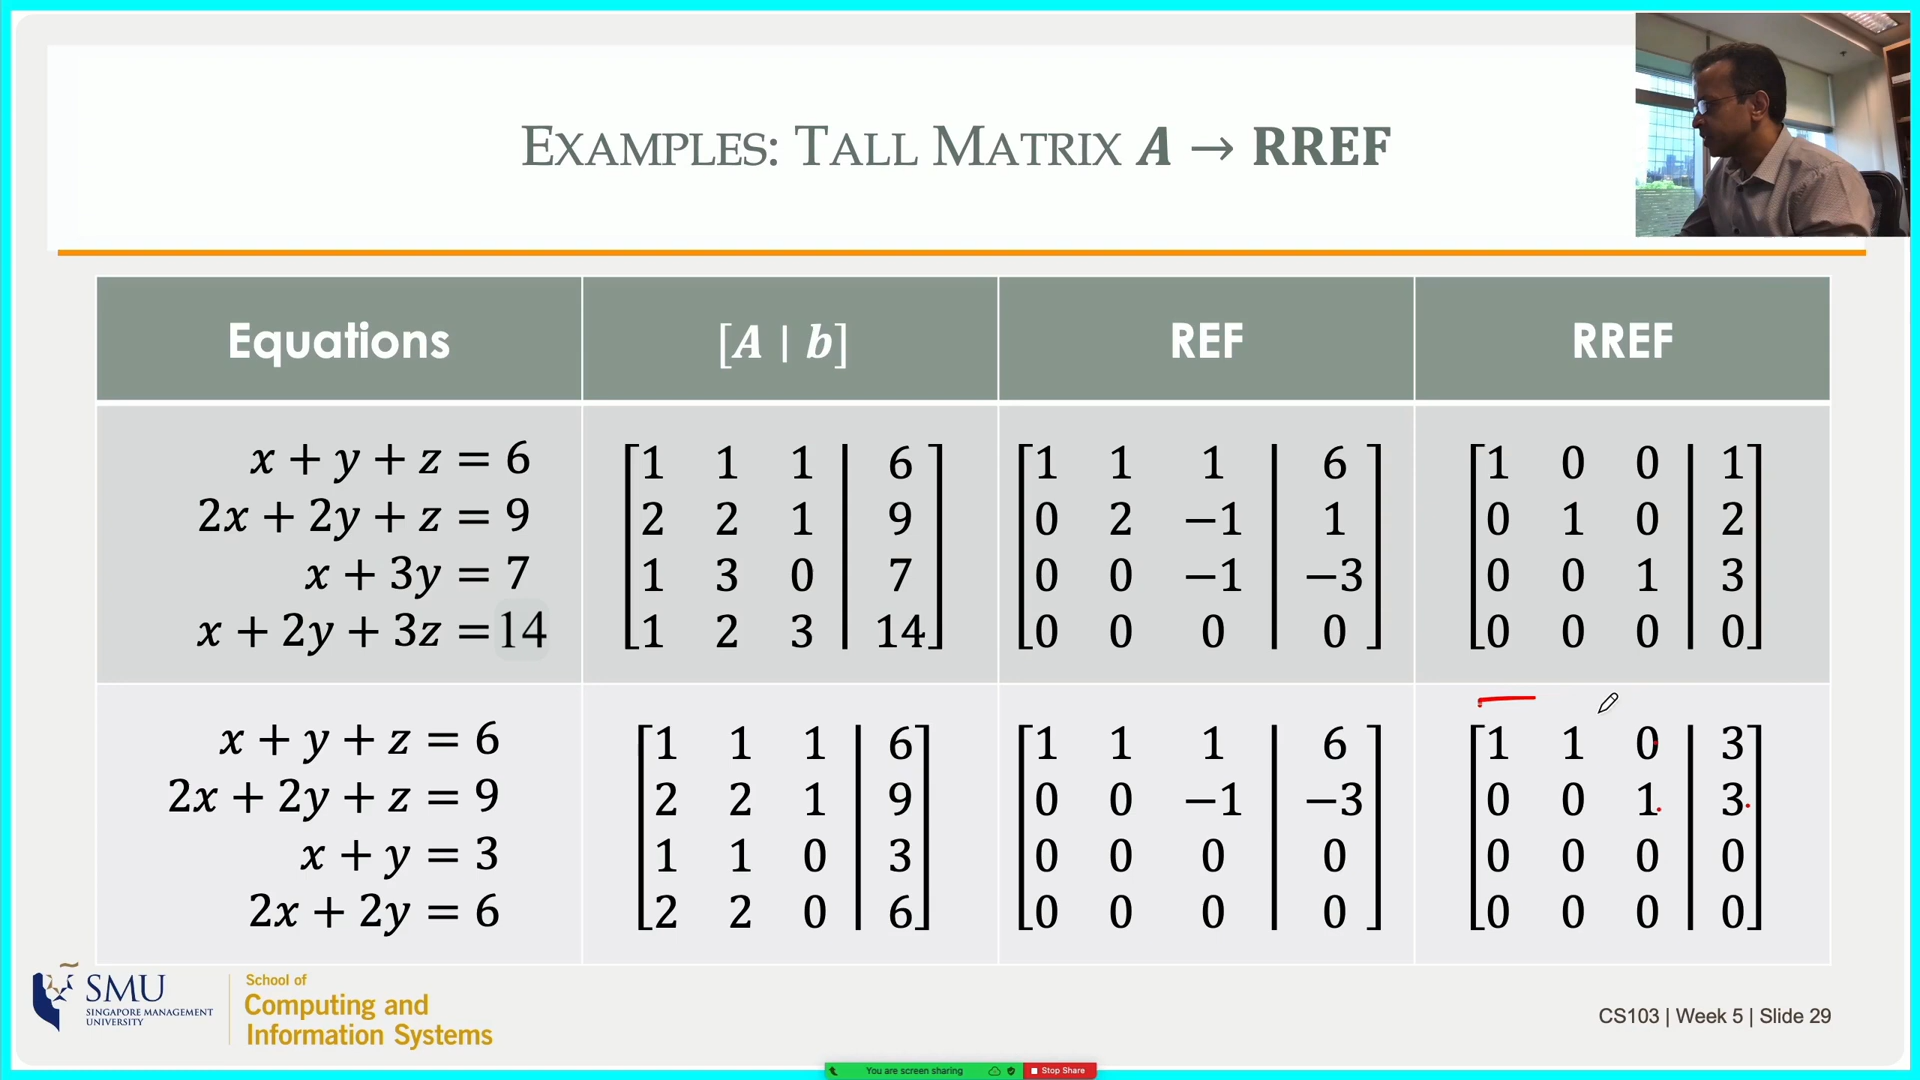 EXAMPLES: TALL MATRIX A → RREF
Equations
[A | b]
REF
RREF
x + y + z = 6
2x + 2y + z = 9
x + 3y = 7
x + 2y + 3z = 14
1 1 1 | 6
2 2 1 | 9
1 3 0 | 7
1 2 3 | 14
1 1 1 | 6
0 2 −1 | 1
0 0 −1 | −3
0 0 0 | 0
1 0 0 | 1
0 1 0 | 2
0 0 1 | 3
0 0 0 | 0
x + y + z = 6
2x + 2y + z = 9
x + y = 3
2x + 2y = 6
1 1 1 | 6
2 2 1 | 9
1 1 0 | 3
2 2 0 | 6
1 1 1 | 6
0 0 −1 | −3
0 0 0 | 0
0 0 0 | 0
1 1 0 | 3
0 0 1 | 3
0 0 0 | 0
0 0 0 | 0
SMU
SINGAPORE MANAGEMENT
UNIVERSITY
School of
Computing and
Information Systems
CS103 | Week 5 | Slide 29
You are screen sharing
Stop Share